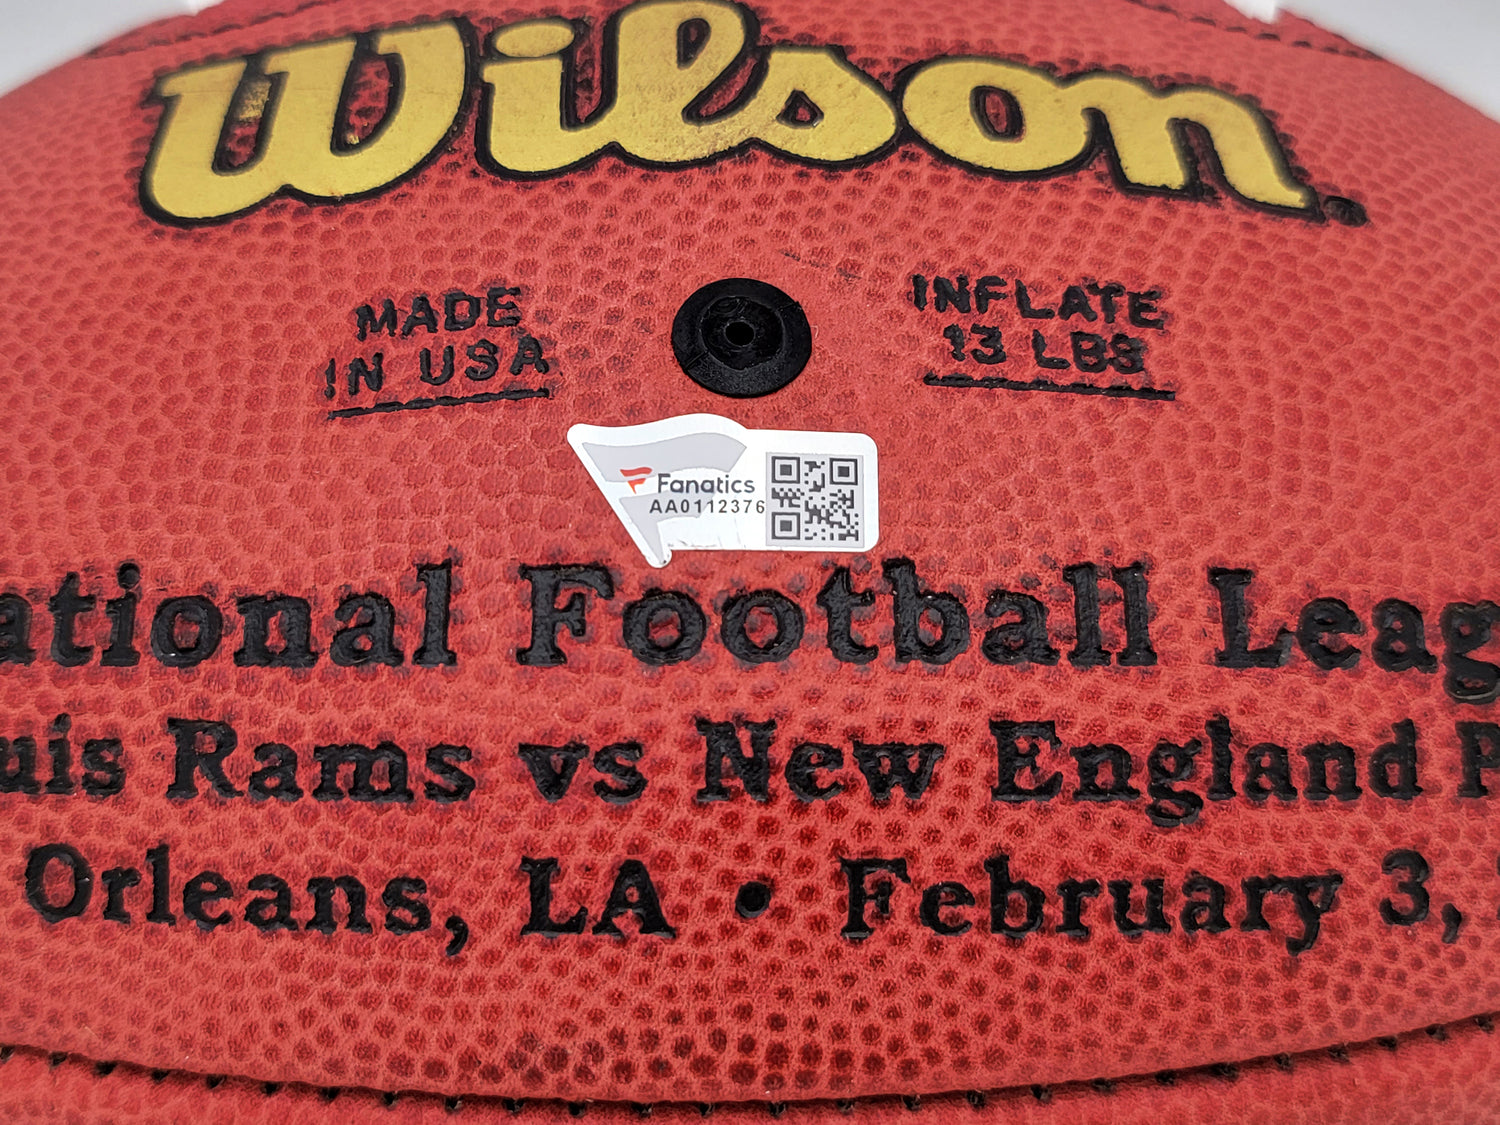 Wilson.
MADE
IN USA
INFLATE
13 LBS
Fanatics
AA0112376
ational Football Leag
uis Rams vs New England P
Orleans, LA • February 3,